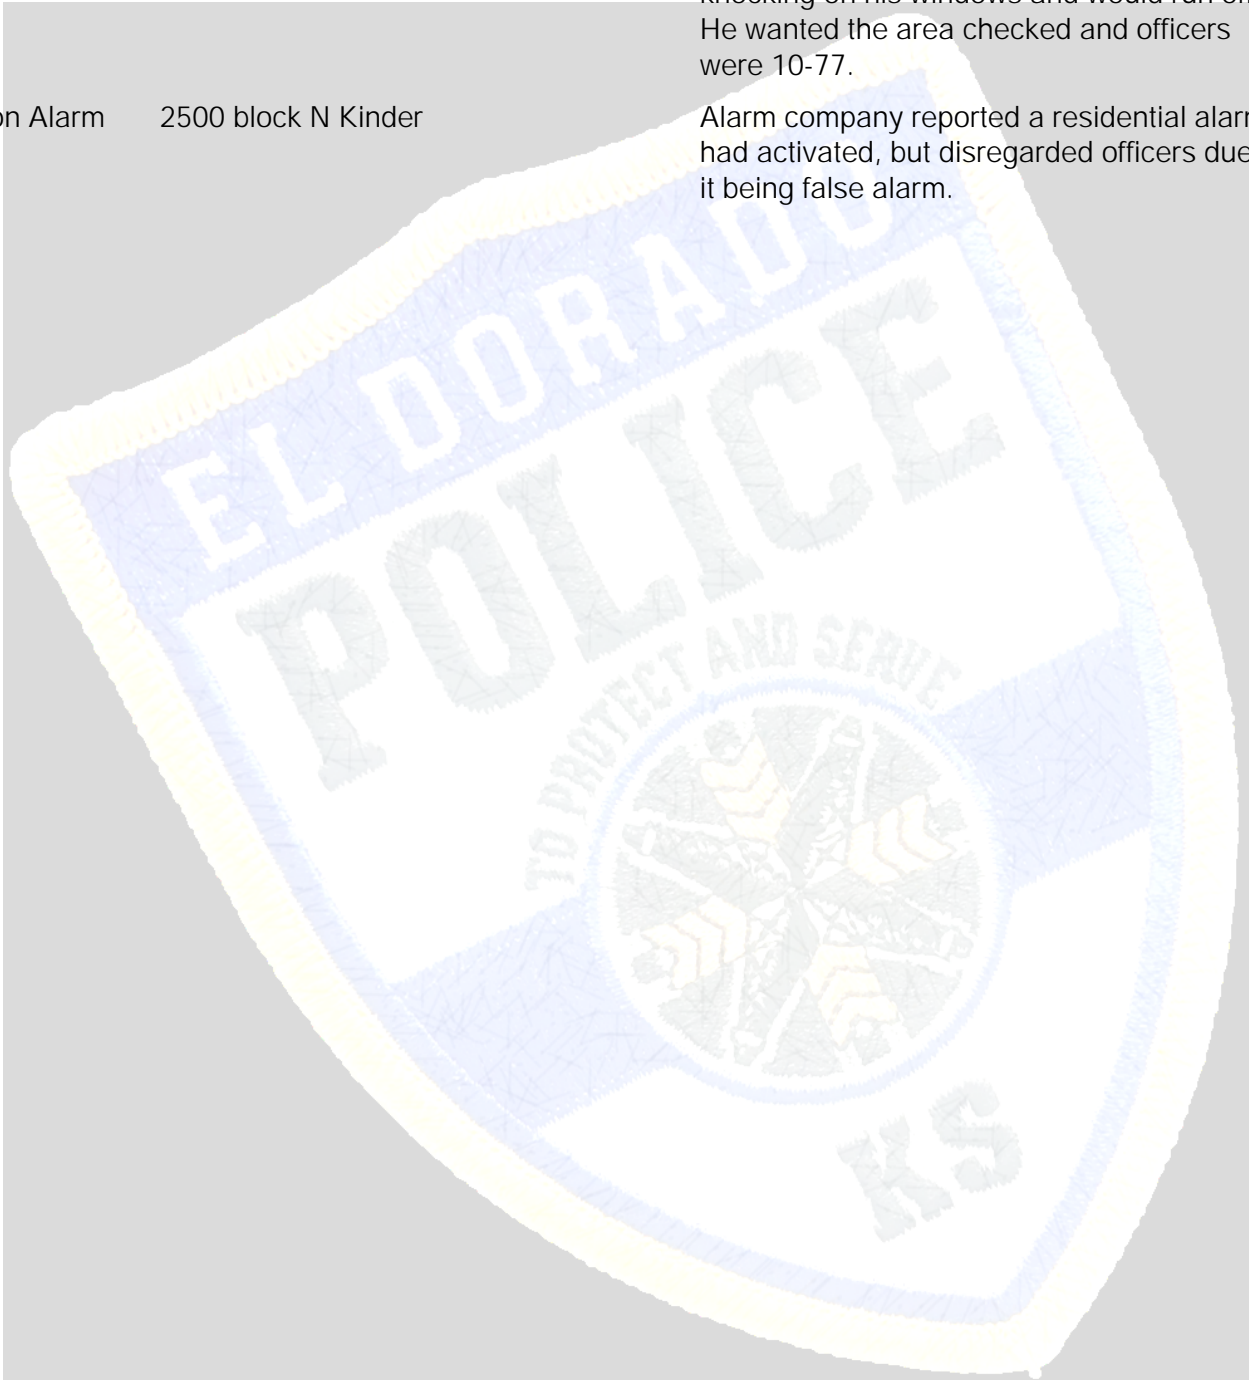 knocking on his windows and would run off
He wanted the area checked and officers
were 10-77.
on Alarm 2500 block N Kinder Alarm company reported a residential alarm
had activated, but disregarded officers due
it being false alarm.
EL DORADO
POLICE
TO PROTECT AND SERVE
KS